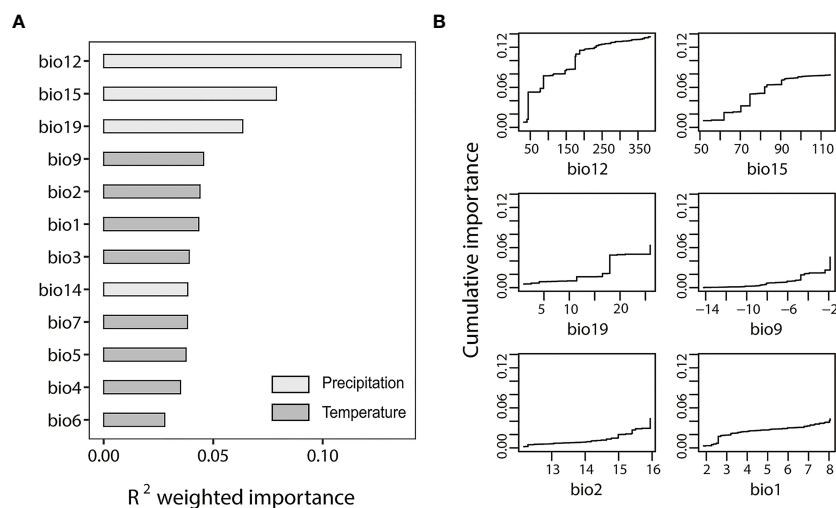 A
bio12
bio15
bio19
bio9
bio2
bio1
bio3
bio14
bio7
bio5
bio4
bio6
Precipitation
Temperature
0.00 0.05 0.10
R² weighted importance
B
Cumulative importance
0.00 0.06 0.12
50 150 250 350
bio12
0.00 0.06 0.12
50 70 90 110
bio15
0.00 0.06 0.12
5 10 20
bio19
0.00 0.06 0.12
−14 −10 −6 −2
bio9
0.00 0.06 0.12
13 14 15 16
bio2
0.00 0.06 0.12
2 3 4 5 6 7 8
bio1